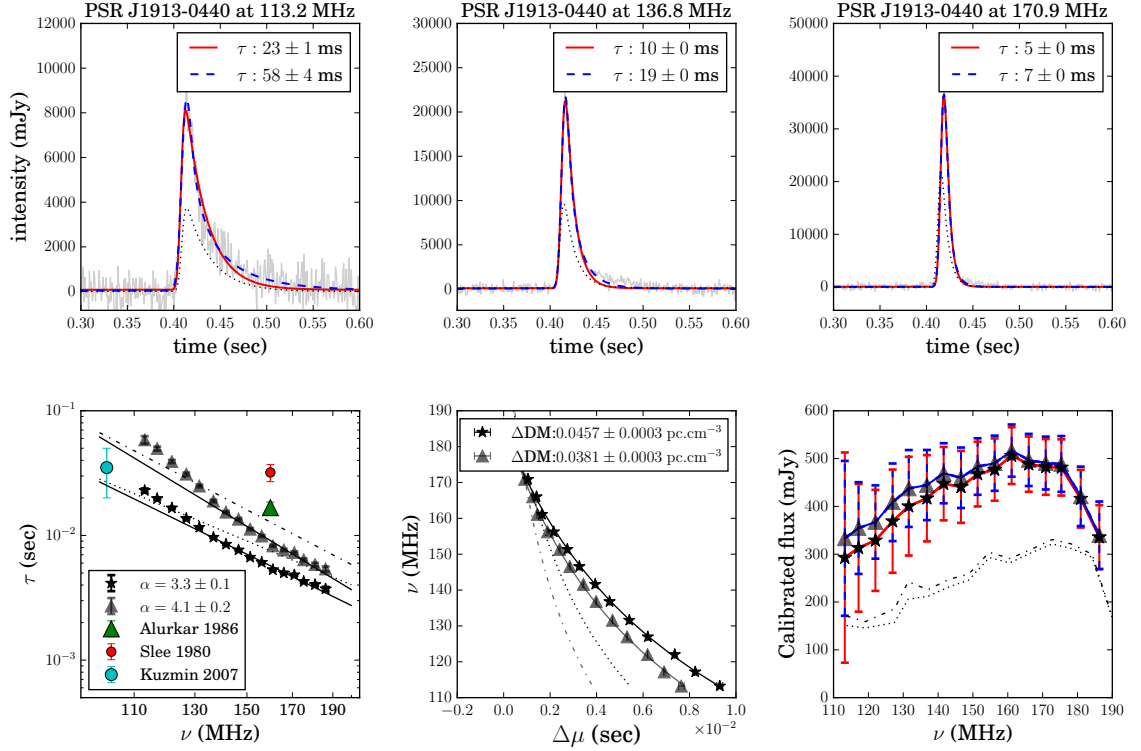 PSR J1913-0440 at 113.2 MHz
PSR J1913-0440 at 136.8 MHz
PSR J1913-0440 at 170.9 MHz
12000
10000
8000
6000
4000
2000
0
intensity (mJy)
τ : 23 ± 1 ms
τ : 58 ± 4 ms
0.30 0.35 0.40 0.45 0.50 0.55 0.60
time (sec)
30000
25000
20000
15000
10000
5000
0
τ : 10 ± 0 ms
τ : 19 ± 0 ms
0.30 0.35 0.40 0.45 0.50 0.55 0.60
time (sec)
50000
40000
30000
20000
10000
0
τ : 5 ± 0 ms
τ : 7 ± 0 ms
0.30 0.35 0.40 0.45 0.50 0.55 0.60
time (sec)
10⁻¹
10⁻²
10⁻³
τ (sec)
α = 3.3 ± 0.1
α = 4.1 ± 0.2
Alurkar 1986
Slee 1980
Kuzmin 2007
110 130 150 170 190
ν (MHz)
190
180
170
160
150
140
130
120
110
ν (MHz)
ΔDM:0.0457 ± 0.0003 pc.cm⁻³
ΔDM:0.0381 ± 0.0003 pc.cm⁻³
−0.2 0.0 0.2 0.4 0.6 0.8 1.0
×10⁻²
Δμ (sec)
600
500
400
300
200
100
0
Calibrated flux (mJy)
110 120 130 140 150 160 170 180 190
ν (MHz)